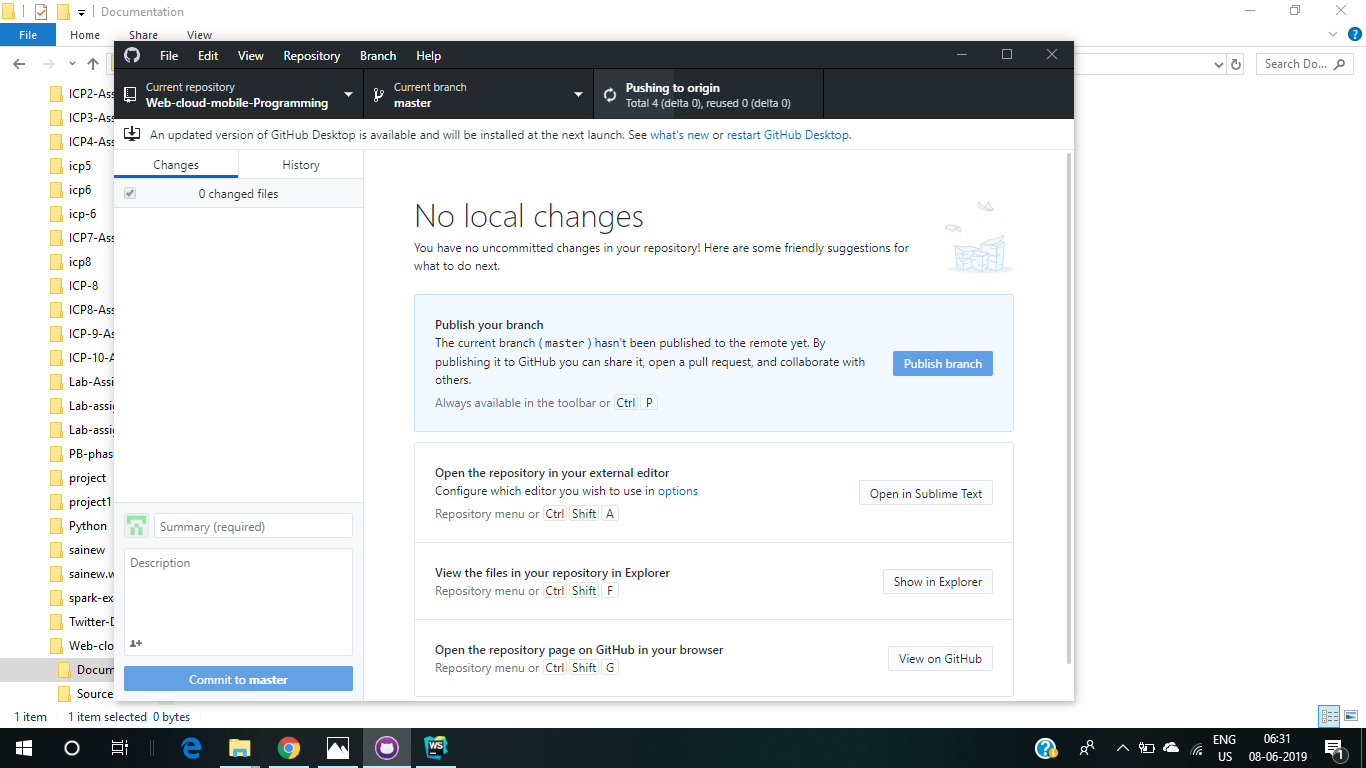 Documentation
File Home Share View
Search Do...
ICP2-Ass
ICP3-Ass
ICP4-Ass
icp5
icp6
icp-6
ICP7-Ass
icp8
ICP-8
ICP8-Ass
ICP-9-As
ICP-10-A
Lab-Assi
Lab-assig
Lab-assig
PB-phas
project
project1
Python
sainew
sainew.w
spark-exa
Twitter-D
Web-clo
Docum
Source
1 item 1 item selected 0 bytes
File Edit View Repository Branch Help
Current repository
Web-cloud-mobile-Programming
Current branch
master
Pushing to origin
Total 4 (delta 0), reused 0 (delta 0)
An updated version of GitHub Desktop is available and will be installed at the next launch. See what's new or restart GitHub Desktop.
Changes History
0 changed files
Summary (required)
Description
Commit to master
No local changes
You have no uncommitted changes in your repository! Here are some friendly suggestions for
what to do next.
Publish your branch
The current branch (master) hasn't been published to the remote yet. By
publishing it to GitHub you can share it, open a pull request, and collaborate with
others.
Always available in the toolbar or Ctrl P
Publish branch
Open the repository in your external editor
Configure which editor you wish to use in options
Repository menu or Ctrl Shift A
Open in Sublime Text
View the files in your repository in Explorer
Repository menu or Ctrl Shift F
Show in Explorer
Open the repository page on GitHub in your browser
Repository menu or Ctrl Shift G
View on GitHub
WS
ENG
US
06:31
08-06-2019
1